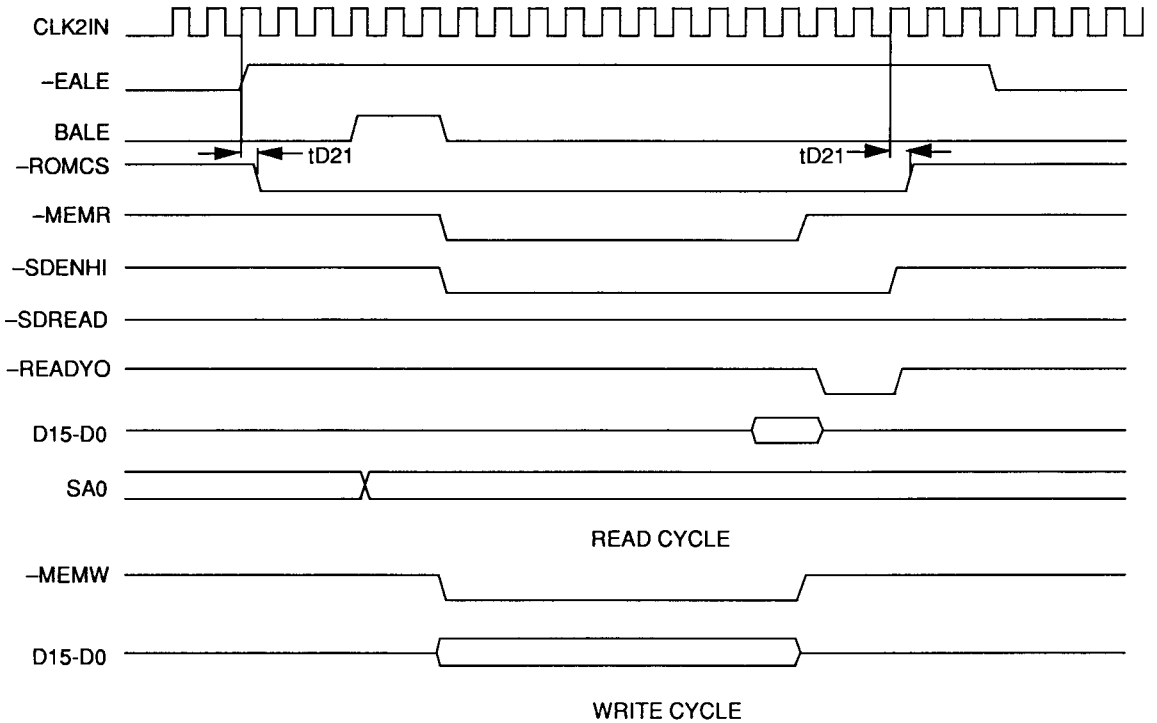 CLK2IN
–EALE
BALE
tD21
tD21
–ROMCS
–MEMR
–SDENHI
–SDREAD
–READYO
D15-D0
SA0
READ CYCLE
–MEMW
D15-D0
WRITE CYCLE